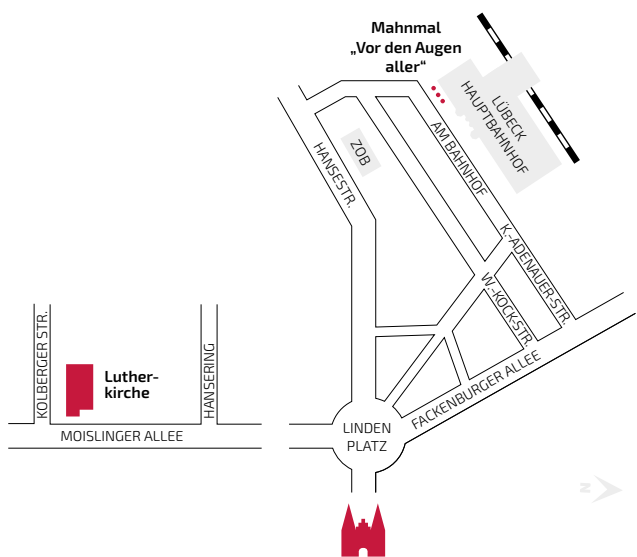 Mahnmal
„Vor den Augen
aller“
LÜBECK
HAUPTBAHNHOF
ZOB
AM BAHNHOF
HANSESTR.
K.-ADENAUER-STR.
W.-KOCK-STR.
KOLBERGER STR.
Luther-
kirche
HANSERING
FACKENBURGER ALLEE
MOISLINGER ALLEE
LINDEN
PLATZ
N